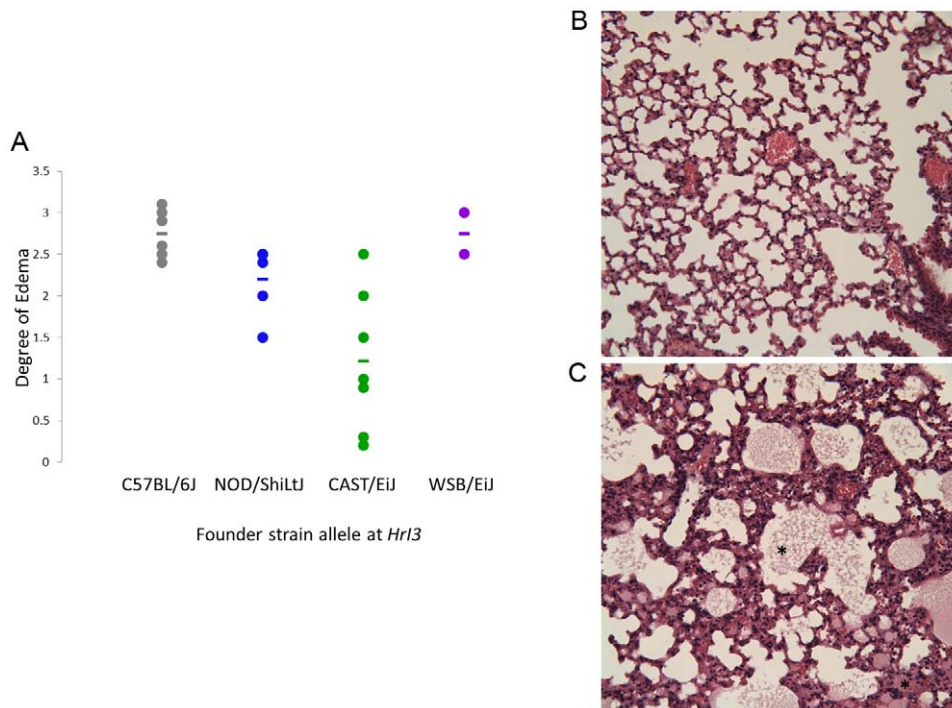 A
Degree of Edema
3.5
3
2.5
2
1.5
1
0.5
0
C57BL/6J NOD/ShiLtJ CAST/EiJ WSB/EiJ
Founder strain allele at Hrl3
B
C
*
*